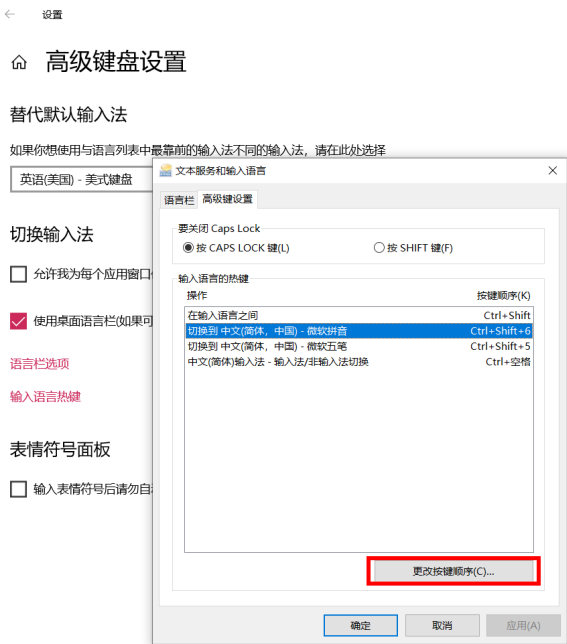 设置
高级键盘设置
替代默认输入法
如果你想使用与语言列表中最靠前的输入法不同的输入法，请在此处选择
英语(美国) - 美式键盘
切换输入法
允许我为每个应用窗口
使用桌面语言栏(如果可
语言栏选项
输入语言热键
表情符号面板
输入表情符号后请勿自
文本服务和输入语言
语言栏 高级键设置
要关闭 Caps Lock
按 CAPS LOCK 键(L) 按 SHIFT 键(F)
输入语言的热键
操作 按键顺序(K)
在输入语言之间 Ctrl+Shift
切换到 中文(简体，中国) - 微软拼音 Ctrl+Shift+6
切换到 中文(简体，中国) - 微软五笔 Ctrl+Shift+5
中文(简体)输入法 - 输入法/非输入法切换 Ctrl+空格
更改按键顺序(C)...
确定 取消 应用(A)